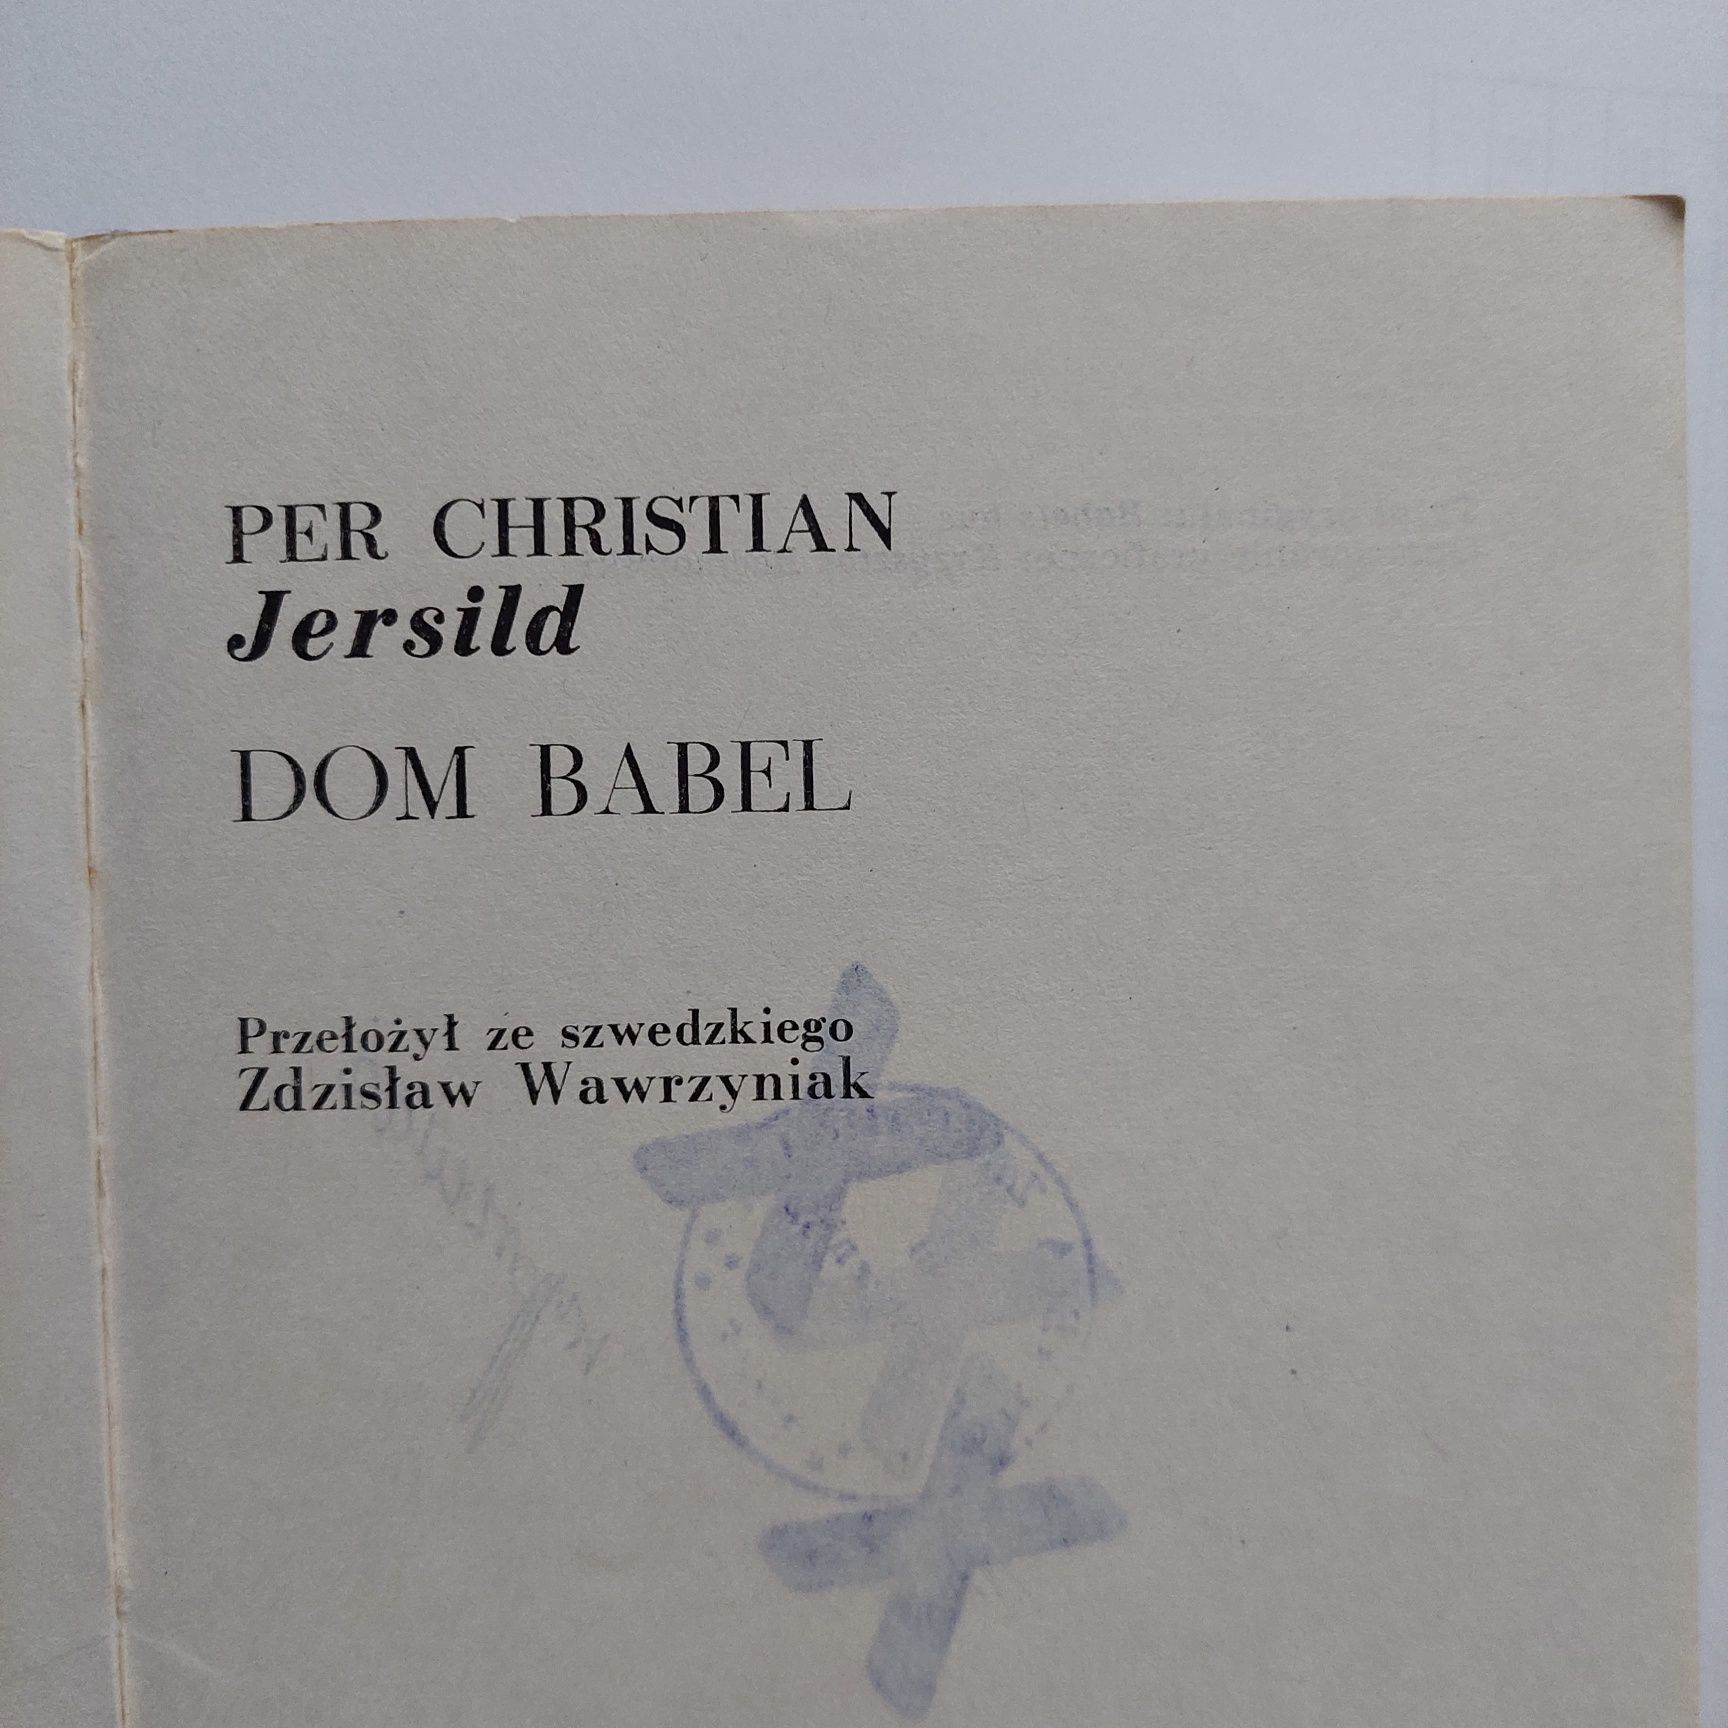 PER CHRISTIAN
Jersild
DOM BABEL
Przełożył ze szwedzkiego
Zdzisław Wawrzyniak